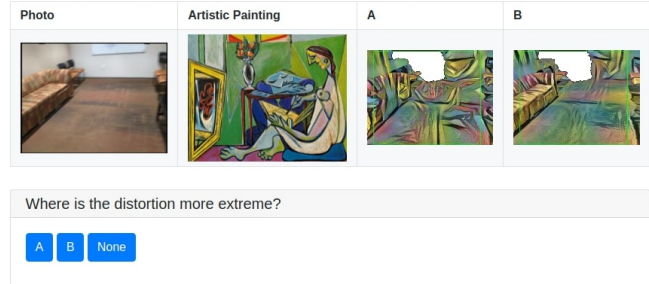 Photo Artistic Painting A B
Where is the distortion more extreme?
A B None